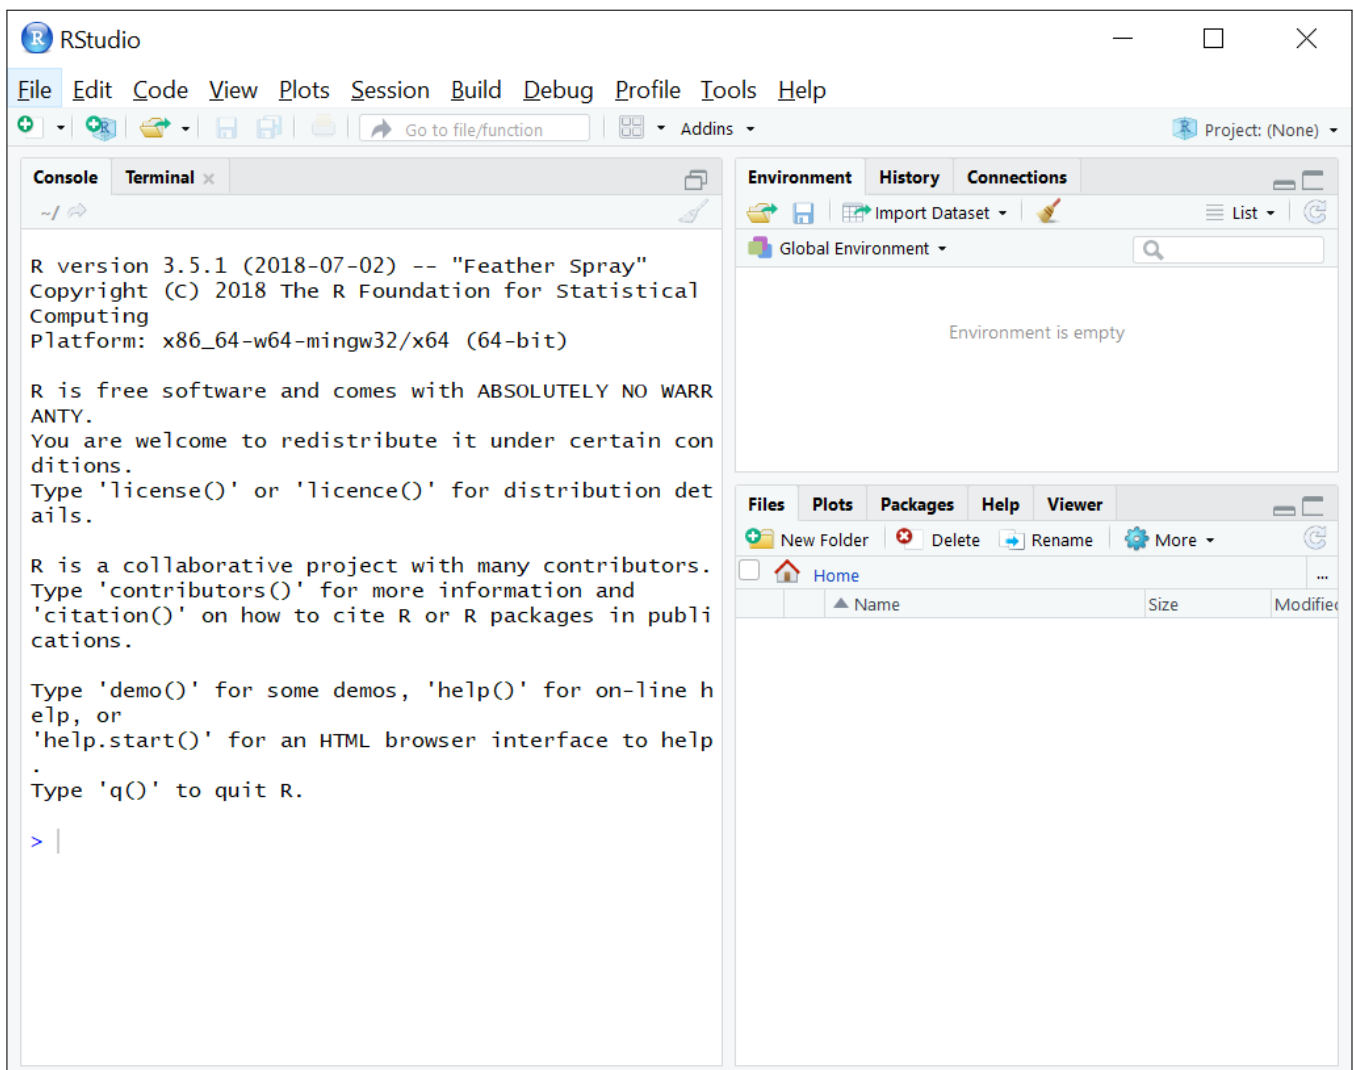 RStudio
File Edit Code View Plots Session Build Debug Profile Tools Help
Go to file/function Addins Project: (None)
Console Terminal
~/
R version 3.5.1 (2018-07-02) -- "Feather Spray"
Copyright (C) 2018 The R Foundation for Statistical
Computing
Platform: x86_64-w64-mingw32/x64 (64-bit)
R is free software and comes with ABSOLUTELY NO WARR
ANTY.
You are welcome to redistribute it under certain con
ditions.
Type 'license()' or 'licence()' for distribution det
ails.
R is a collaborative project with many contributors.
Type 'contributors()' for more information and
'citation()' on how to cite R or R packages in publi
cations.
Type 'demo()' for some demos, 'help()' for on-line h
elp, or
'help.start()' for an HTML browser interface to help
.
Type 'q()' to quit R.
>
Environment History Connections
Import Dataset List
Global Environment
Environment is empty
Files Plots Packages Help Viewer
New Folder Delete Rename More
Home ...
Name Size Modified